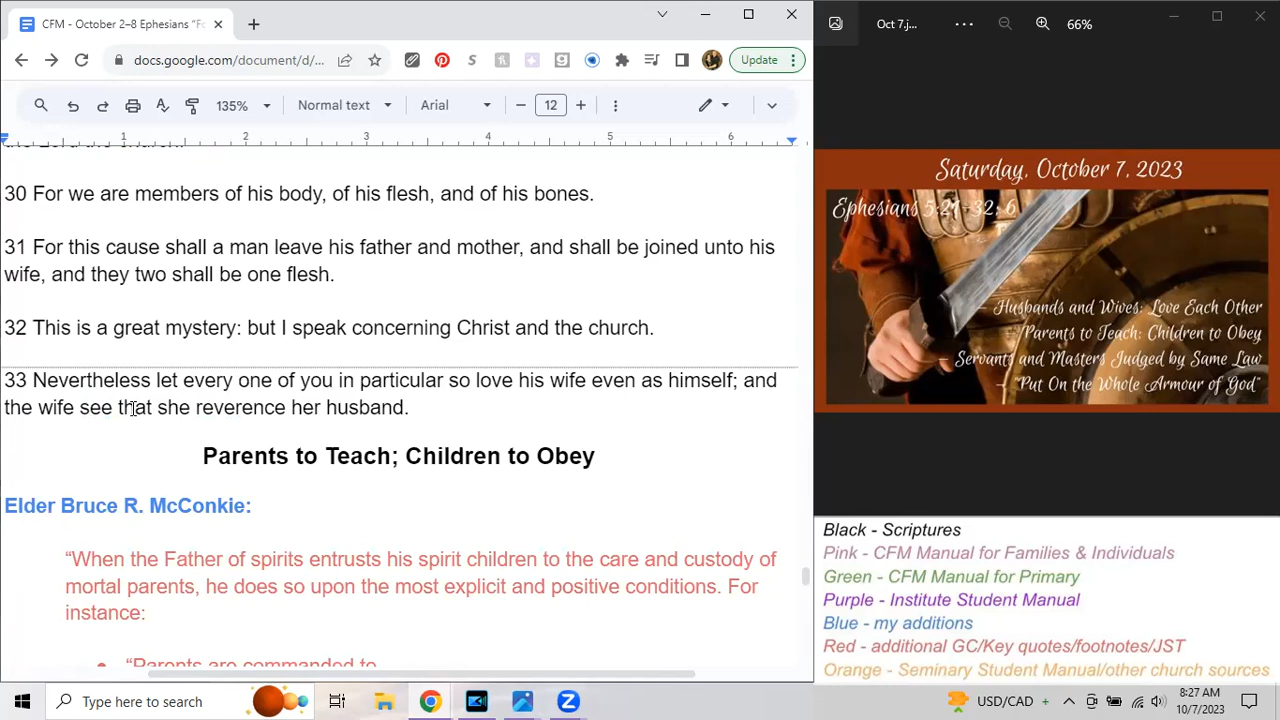 CFM - October 2–8 Ephesians “F
docs.google.com/document/d/...
Update
135%
Normal text
Arial
12
1 2 3 4 5 6
30 For we are members of his body, of his flesh, and of his bones.
31 For this cause shall a man leave his father and mother, and shall be joined unto his
wife, and they two shall be one flesh.
32 This is a great mystery: but I speak concerning Christ and the church.
33 Nevertheless let every one of you in particular so love his wife even as himself; and
the wife see that she reverence her husband.
Parents to Teach; Children to Obey
Elder Bruce R. McConkie:
“When the Father of spirits entrusts his spirit children to the care and custody of
mortal parents, he does so upon the most explicit and positive conditions. For
instance:
• “Parents are commanded to
Type here to search
Oct 7.j...
66%
Saturday, October 7, 2023
Ephesians 5:21-32; 6
– Husbands and Wives: Love Each Other
– Parents to Teach: Children to Obey
– Servants and Masters Judged by Same Law
– “Put On the Whole Armour of God”
Black - Scriptures
Pink - CFM Manual for Families & Individuals
Green - CFM Manual for Primary
Purple - Institute Student Manual
Blue - my additions
Red - additional GC/Key quotes/footnotes/JST
Orange - Seminary Student Manual/other church sources
USD/CAD +
8:27 AM
10/7/2023